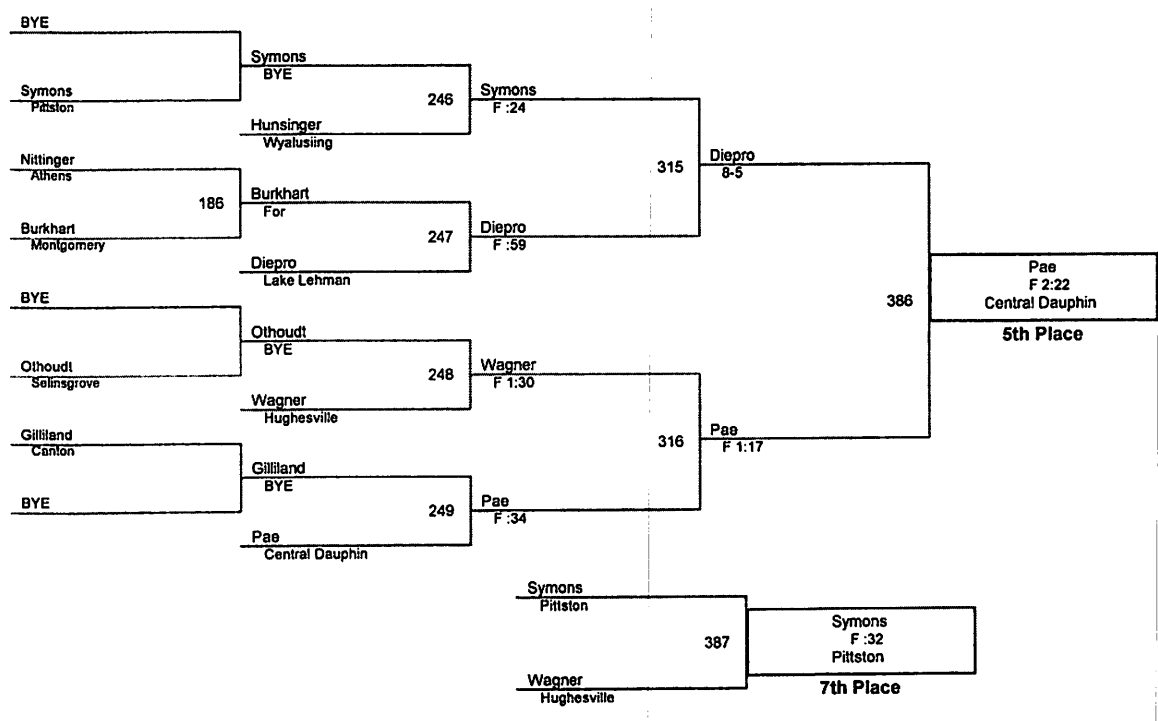 BYE
Symons
BYE
Symons
Pittston
246
Symons
F :24
Hunsinger
Wyalusiing
Nittinger
Athens
315
Diepro
8-5
186
Burkhart
For
Burkhart
Montgomery
247
Diepro
F :59
Diepro
Lake Lehman
Pae
F 2:22
Central Dauphin
5th Place
386
BYE
Othoudt
BYE
Othoudt
Selinsgrove
248
Wagner
F 1:30
Wagner
Hughesville
Gilliland
Canton
316
Pae
F 1:17
Gilliland
BYE
BYE
249
Pae
F :34
Pae
Central Dauphin
Symons
Pittston
387
Symons
F :32
Pittston
7th Place
Wagner
Hughesville